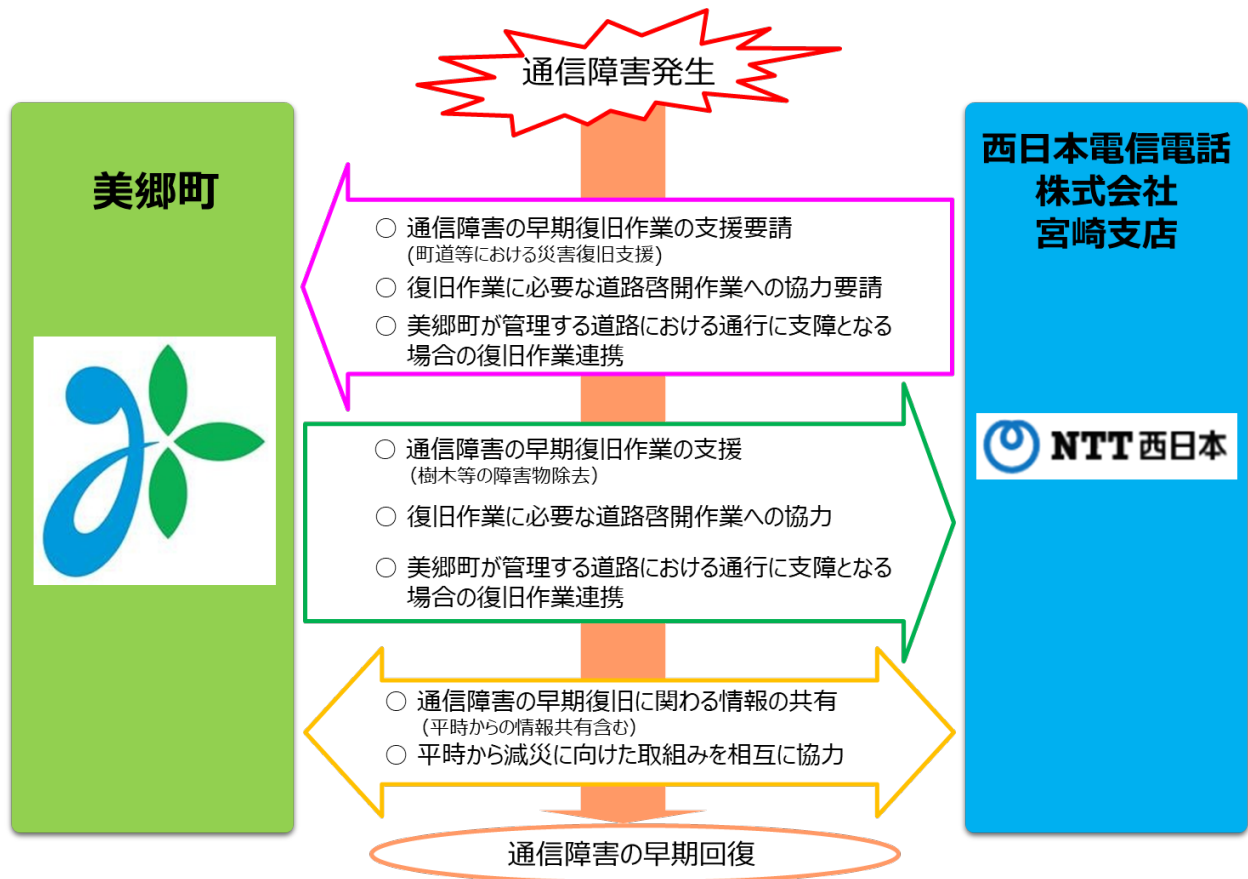 通信障害発生
美郷町
西日本電信電話
株式会社
宮崎支店
○ 通信障害の早期復旧作業の支援要請
(町道等における災害復旧支援)
○ 復旧作業に必要な道路啓開作業への協力要請
○ 美郷町が管理する道路における通行に支障となる
場合の復旧作業連携
○ 通信障害の早期復旧作業の支援
(樹木等の障害物除去)
○ 復旧作業に必要な道路啓開作業への協力
○ 美郷町が管理する道路における通行に支障となる
場合の復旧作業連携
NTT西日本
○ 通信障害の早期復旧に関わる情報の共有
(平時からの情報共有含む)
○ 平時から減災に向けた取組みを相互に協力
通信障害の早期回復